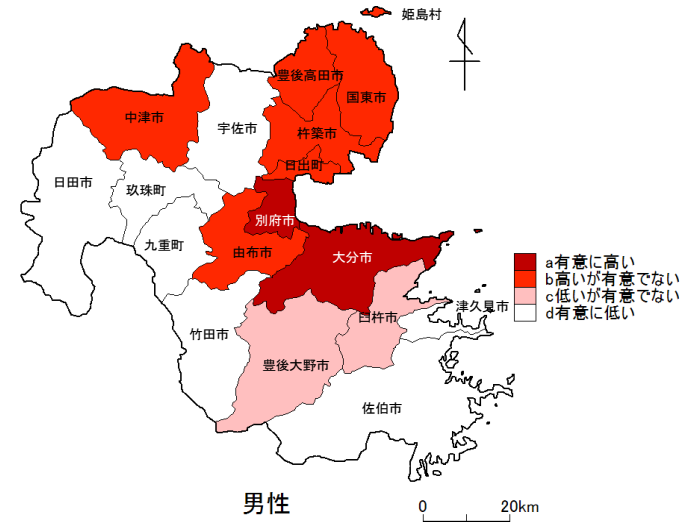 姫島村
豊後高田市
国東市
中津市
宇佐市
杵築市
日出町
日田市
玖珠町
別府市
九重町
由布市
大分市
a有意に高い
b高いが有意でない
c低いが有意でない
d有意に低い
津久見市
臼杵市
竹田市
豊後大野市
佐伯市
男性
0 20km